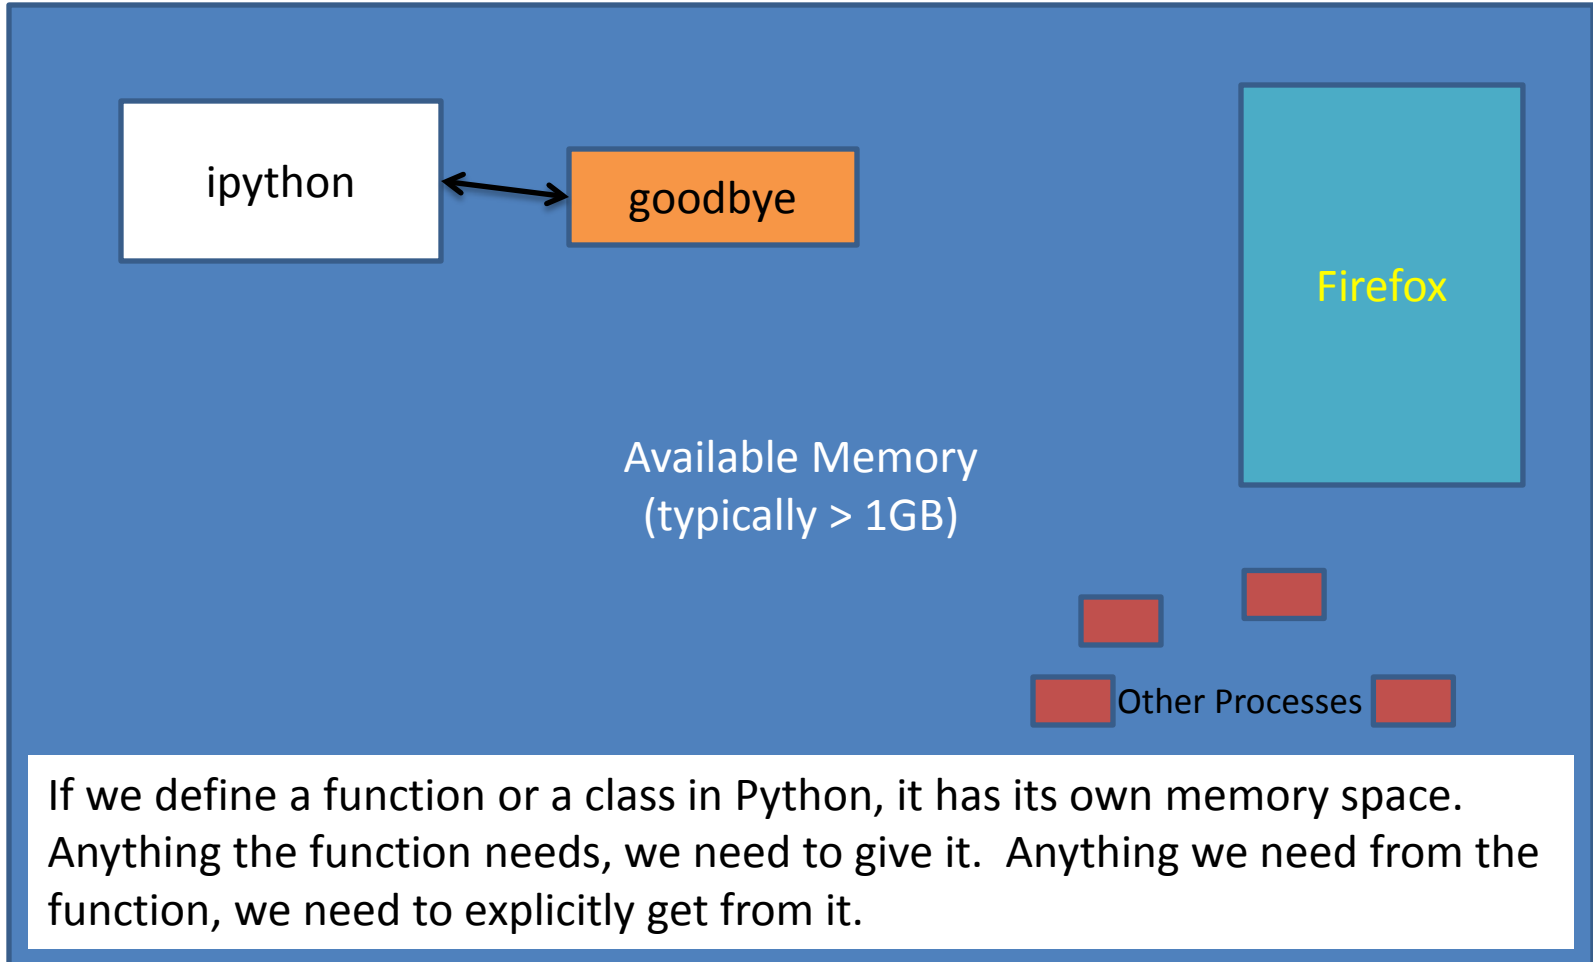 ipython
goodbye
Firefox
Available Memory
(typically > 1GB)
Other Processes
If we define a function or a class in Python, it has its own memory space.
Anything the function needs, we need to give it.  Anything we need from the
function, we need to explicitly get from it.